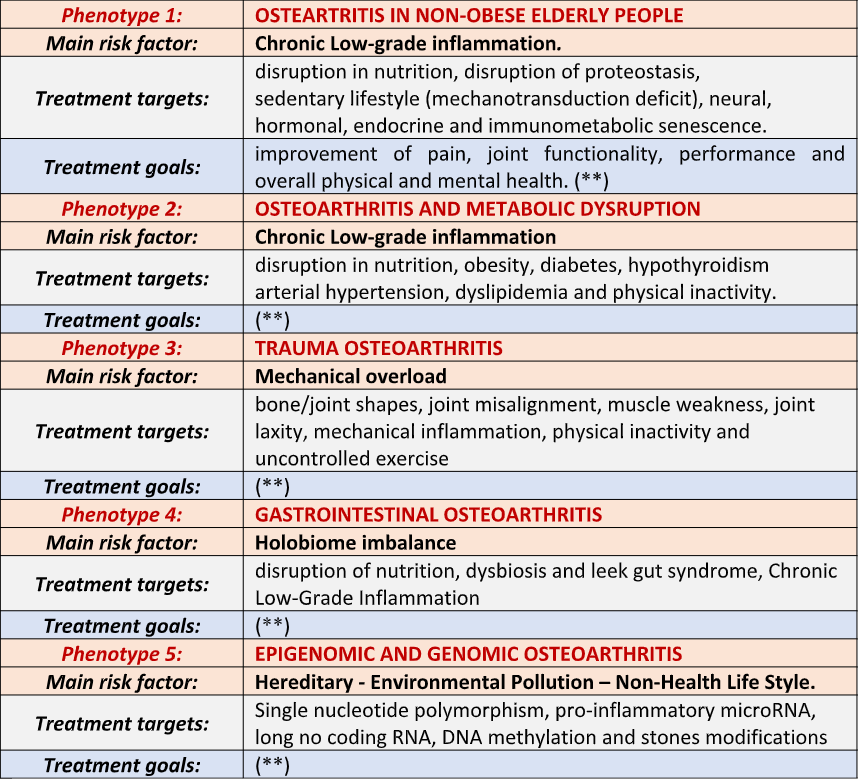 Phenotype 1: OSTEARTRITIS IN NON-OBESE ELDERLY PEOPLE
Main risk factor: Chronic Low-grade inflammation.
Treatment targets: disruption in nutrition, disruption of proteostasis,
sedentary lifestyle (mechanotransduction deficit), neural,
hormonal, endocrine and immunometabolic senescence.
Treatment goals: improvement of pain, joint functionality, performance and
overall physical and mental health. (**)
Phenotype 2: OSTEOARTHRITIS AND METABOLIC DYSRUPTION
Main risk factor: Chronic Low-grade inflammation
Treatment targets: disruption in nutrition, obesity, diabetes, hypothyroidism
arterial hypertension, dyslipidemia and physical inactivity.
Treatment goals: (**)
Phenotype 3: TRAUMA OSTEOARTHRITIS
Main risk factor: Mechanical overload
Treatment targets: bone/joint shapes, joint misalignment, muscle weakness, joint
laxity, mechanical inflammation, physical inactivity and
uncontrolled exercise
Treatment goals: (**)
Phenotype 4: GASTROINTESTINAL OSTEOARTHRITIS
Main risk factor: Holobiome imbalance
Treatment targets: disruption of nutrition, dysbiosis and leek gut syndrome, Chronic
Low-Grade Inflammation
Treatment goals: (**)
Phenotype 5: EPIGENOMIC AND GENOMIC OSTEOARTHRITIS
Main risk factor: Hereditary - Environmental Pollution – Non-Health Life Style.
Treatment targets: Single nucleotide polymorphism, pro-inflammatory microRNA,
long no coding RNA, DNA methylation and stones modifications
Treatment goals: (**)